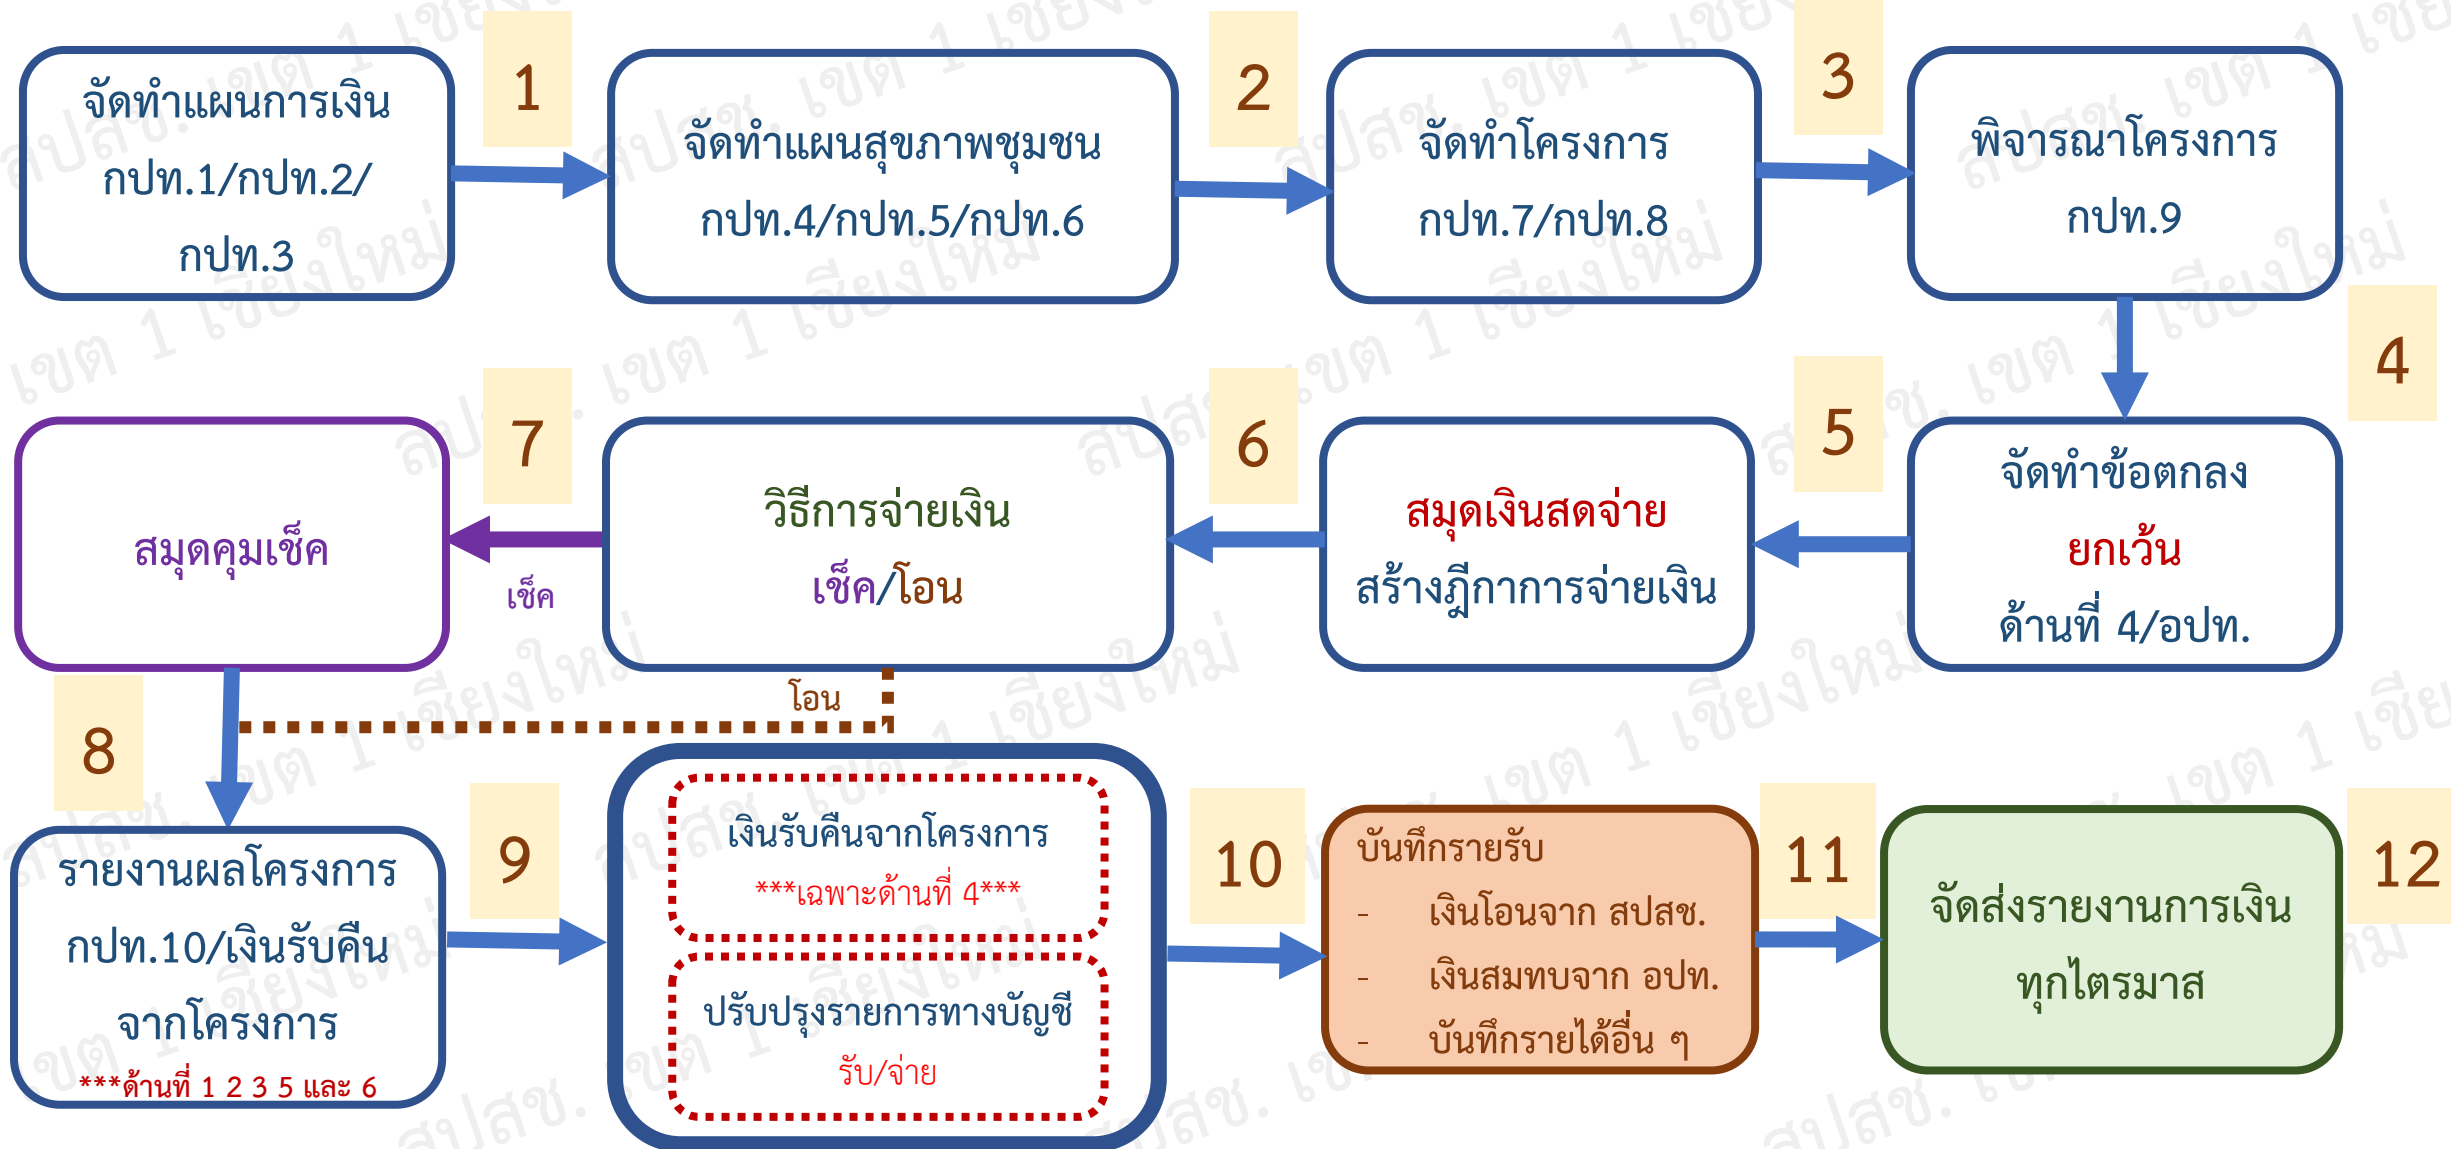 จัดทำแผนการเงิน
กปท.1/กปท.2/
กปท.3
1
จัดทำแผนสุขภาพชุมชน
กปท.4/กปท.5/กปท.6
2
จัดทำโครงการ
กปท.7/กปท.8
3
พิจารณาโครงการ
กปท.9
4
จัดทำข้อตกลง
ยกเว้น
ด้านที่ 4/อปท.
5
สมุดเงินสดจ่าย
สร้างฎีกาการจ่ายเงิน
6
วิธีการจ่ายเงิน
เช็ค/โอน
7
เช็ค
สมุดคุมเช็ค
โอน
8
รายงานผลโครงการ
กปท.10/เงินรับคืน
จากโครงการ
***ด้านที่ 1 2 3 5 และ 6
9
เงินรับคืนจากโครงการ
***เฉพาะด้านที่ 4***
ปรับปรุงรายการทางบัญชี
รับ/จ่าย
10
บันทึกรายรับ
- เงินโอนจาก สปสช.
- เงินสมทบจาก อปท.
- บันทึกรายได้อื่น ๆ
11
จัดส่งรายงานการเงิน
ทุกไตรมาส
12
สปสช. เขต 1 เชียงใหม่